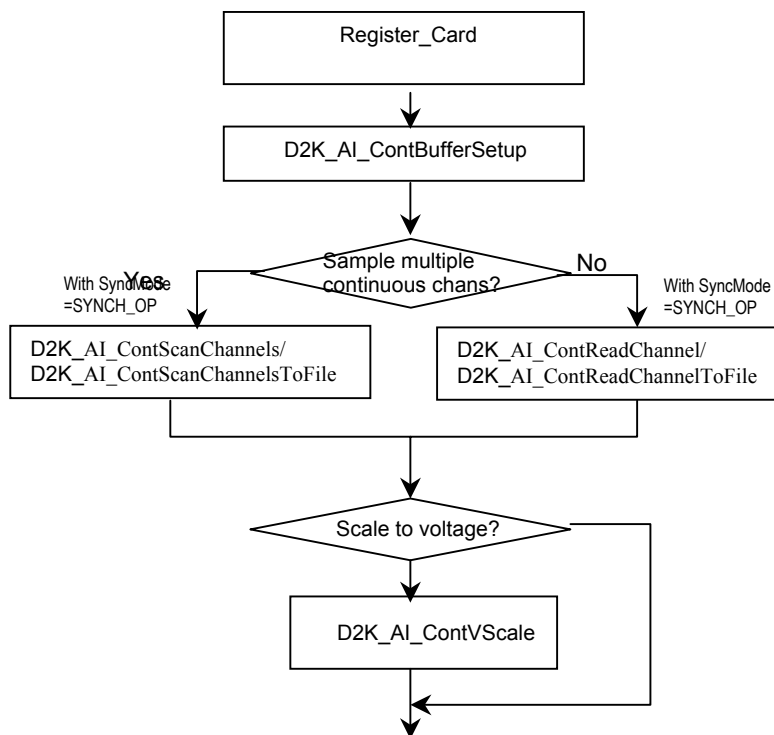 Register_Card
D2K_AI_ContBufferSetup
Sample multiple
continuous chans?
Yes
No
With SyncMode
=SYNCH_OP
With SyncMode
=SYNCH_OP
D2K_AI_ContScanChannels/
D2K_AI_ContScanChannelsToFile
D2K_AI_ContReadChannel/
D2K_AI_ContReadChannelToFile
Scale to voltage?
D2K_AI_ContVScale